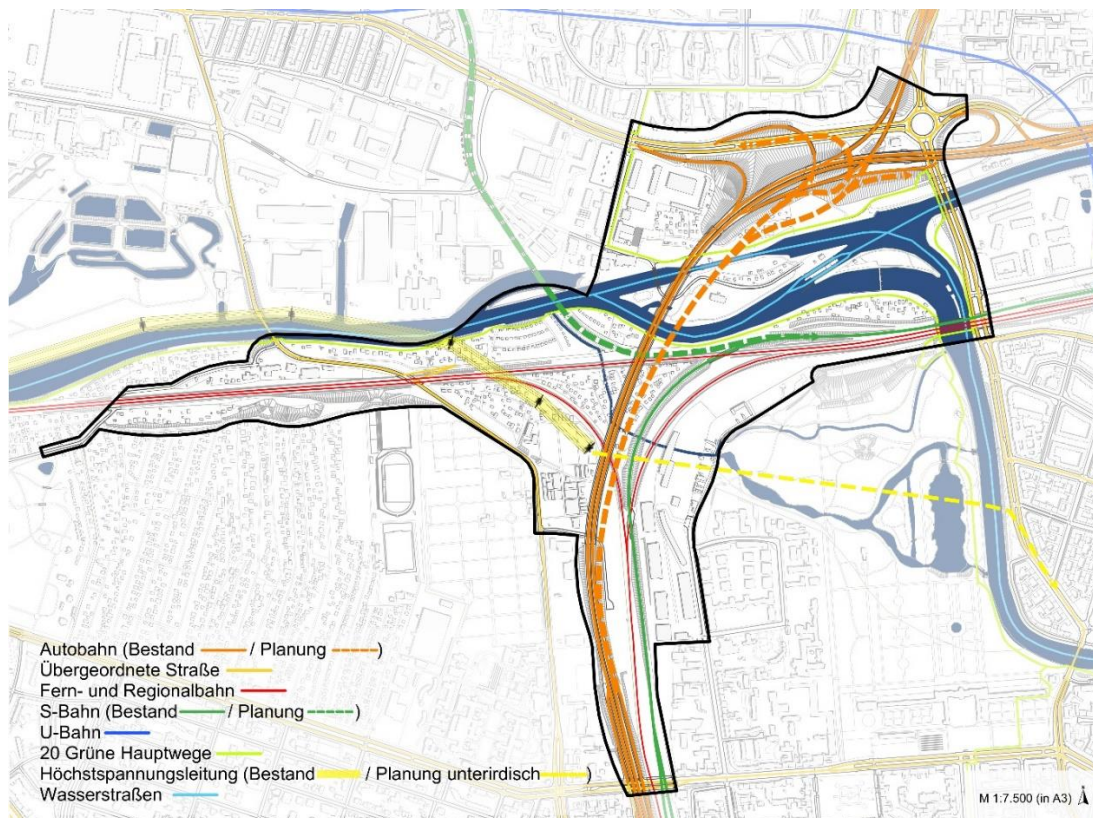 Autobahn (Bestand / Planung )
Übergeordnete Straße
Fern- und Regionalbahn
S-Bahn (Bestand / Planung )
U-Bahn
20 Grüne Hauptwege
Höchstspannungsleitung (Bestand / Planung unterirdisch )
Wasserstraßen
M 1:7.500 (in A3)